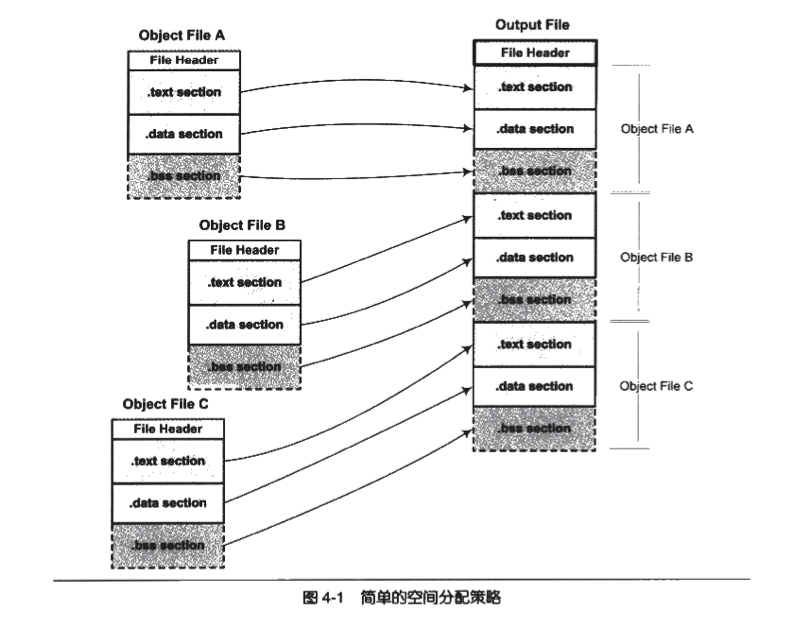 Object File A
File Header
.text section
.data section
.bss section
Object File B
File Header
.text section
.data section
.bss section
Object File C
File Header
.text section
.data section
.bss section
Output File
File Header
.text section
.data section
.bss section
.text section
.data section
.bss section
.text section
.data section
.bss section
Object File A
Object File B
Object File C
图 4-1 简单的空间分配策略